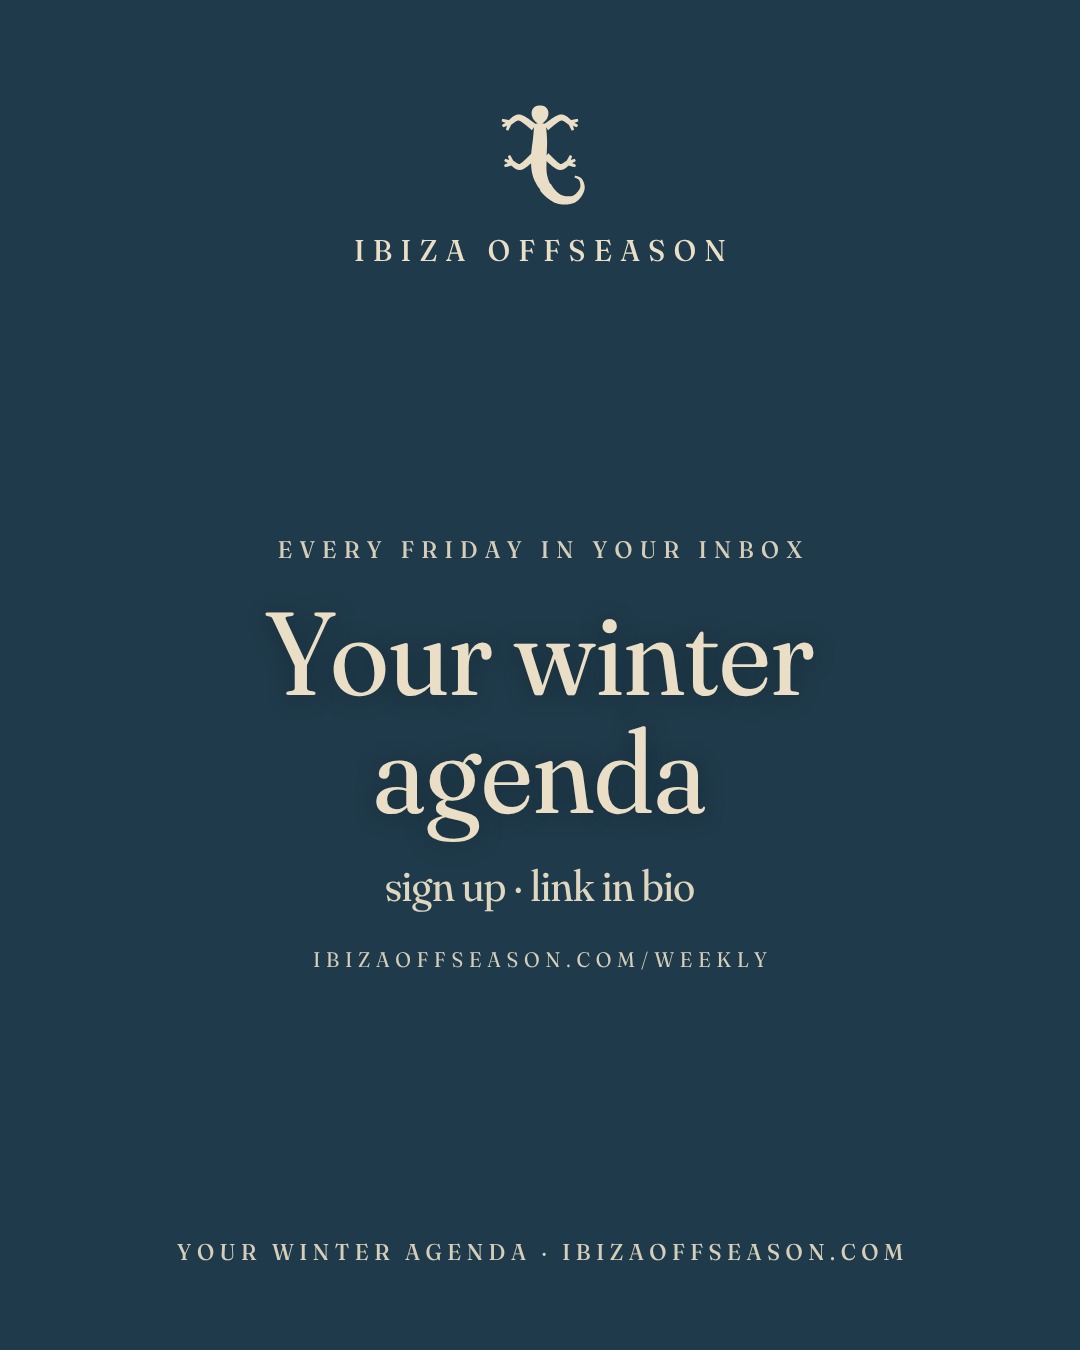 IBIZA OFFSEASON
EVERY FRIDAY IN YOUR INBOX
Your winter
agenda
sign up · link in bio
IBIZAOFFSEASON.COM/WEEKLY
YOUR WINTER AGENDA · IBIZAOFFSEASON.COM